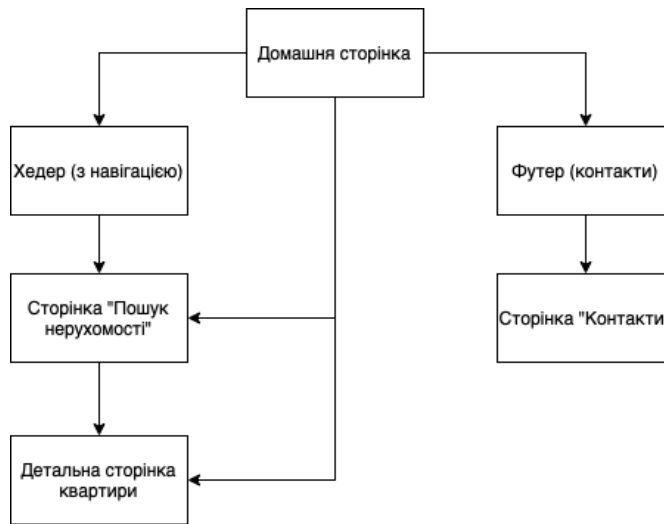 Домашня сторінка
Хедер (з навігацією)
Футер (контакти)
Сторінка "Пошук
нерухомості"
Сторінка "Контакти
Детальна сторінка
квартири